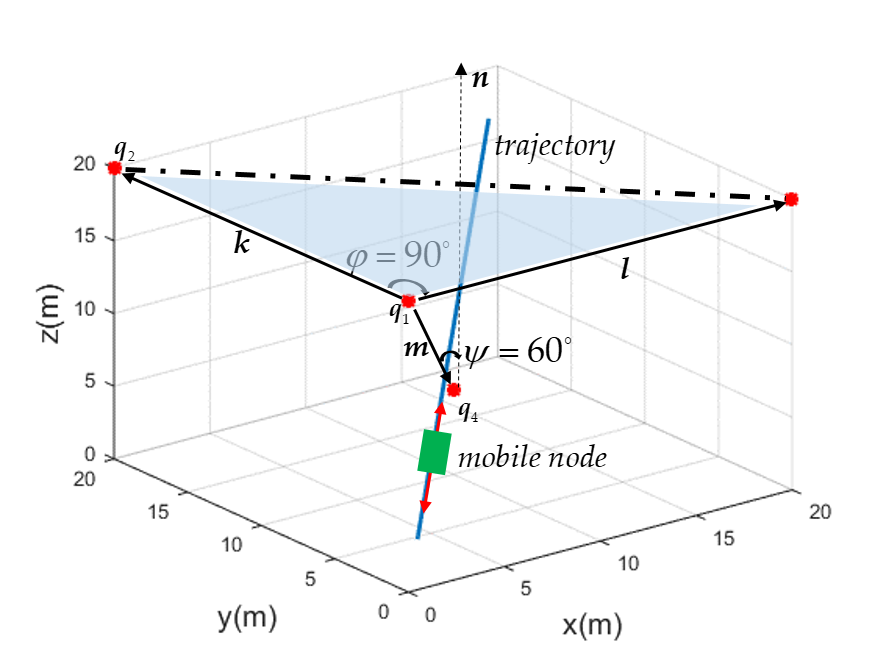 n
trajectory
q₂
20
15
10
5
0
z(m)
k
φ = 90°
l
q₁
m
ψ = 60°
q₄
mobile node
20
15
10
5
0
y(m)
0
5
10
15
20
x(m)